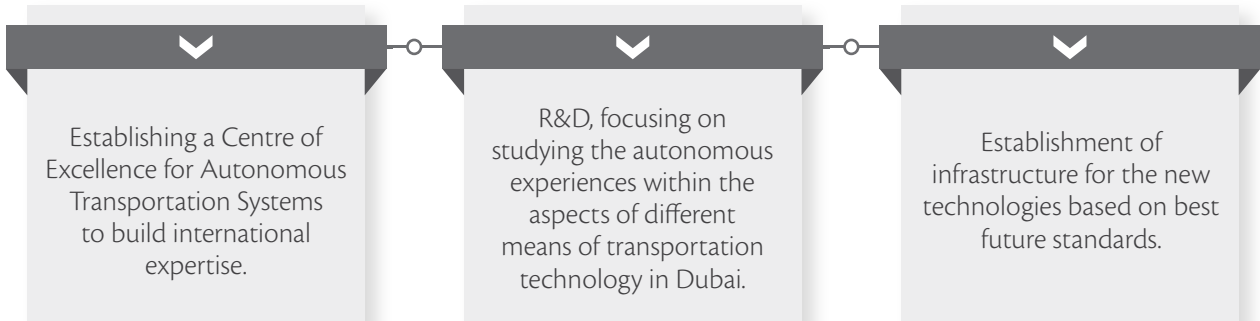 Establishing a Centre of
Excellence for Autonomous
Transportation Systems
to build international
expertise.
R&D, focusing on
studying the autonomous
experiences within the
aspects of different
means of transportation
technology in Dubai.
Establishment of
infrastructure for the new
technologies based on best
future standards.